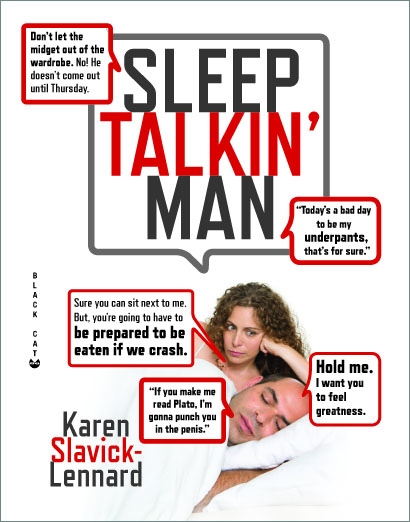 Don't let the
midget out of the
wardrobe. No! He
doesn't come out
until Thursday.
SLEEP
TALKIN'
MAN
"Today's a bad day
to be my
underpants,
that's for sure."
BLACK CAT
Sure you can sit next to me.
But, you're going to have to
be prepared to be
eaten if we crash.
Hold me.
I want you
to feel
greatness.
"If you make me
read Plato, I'm
gonna punch you
in the penis."
Karen
Slavick-
Lennard